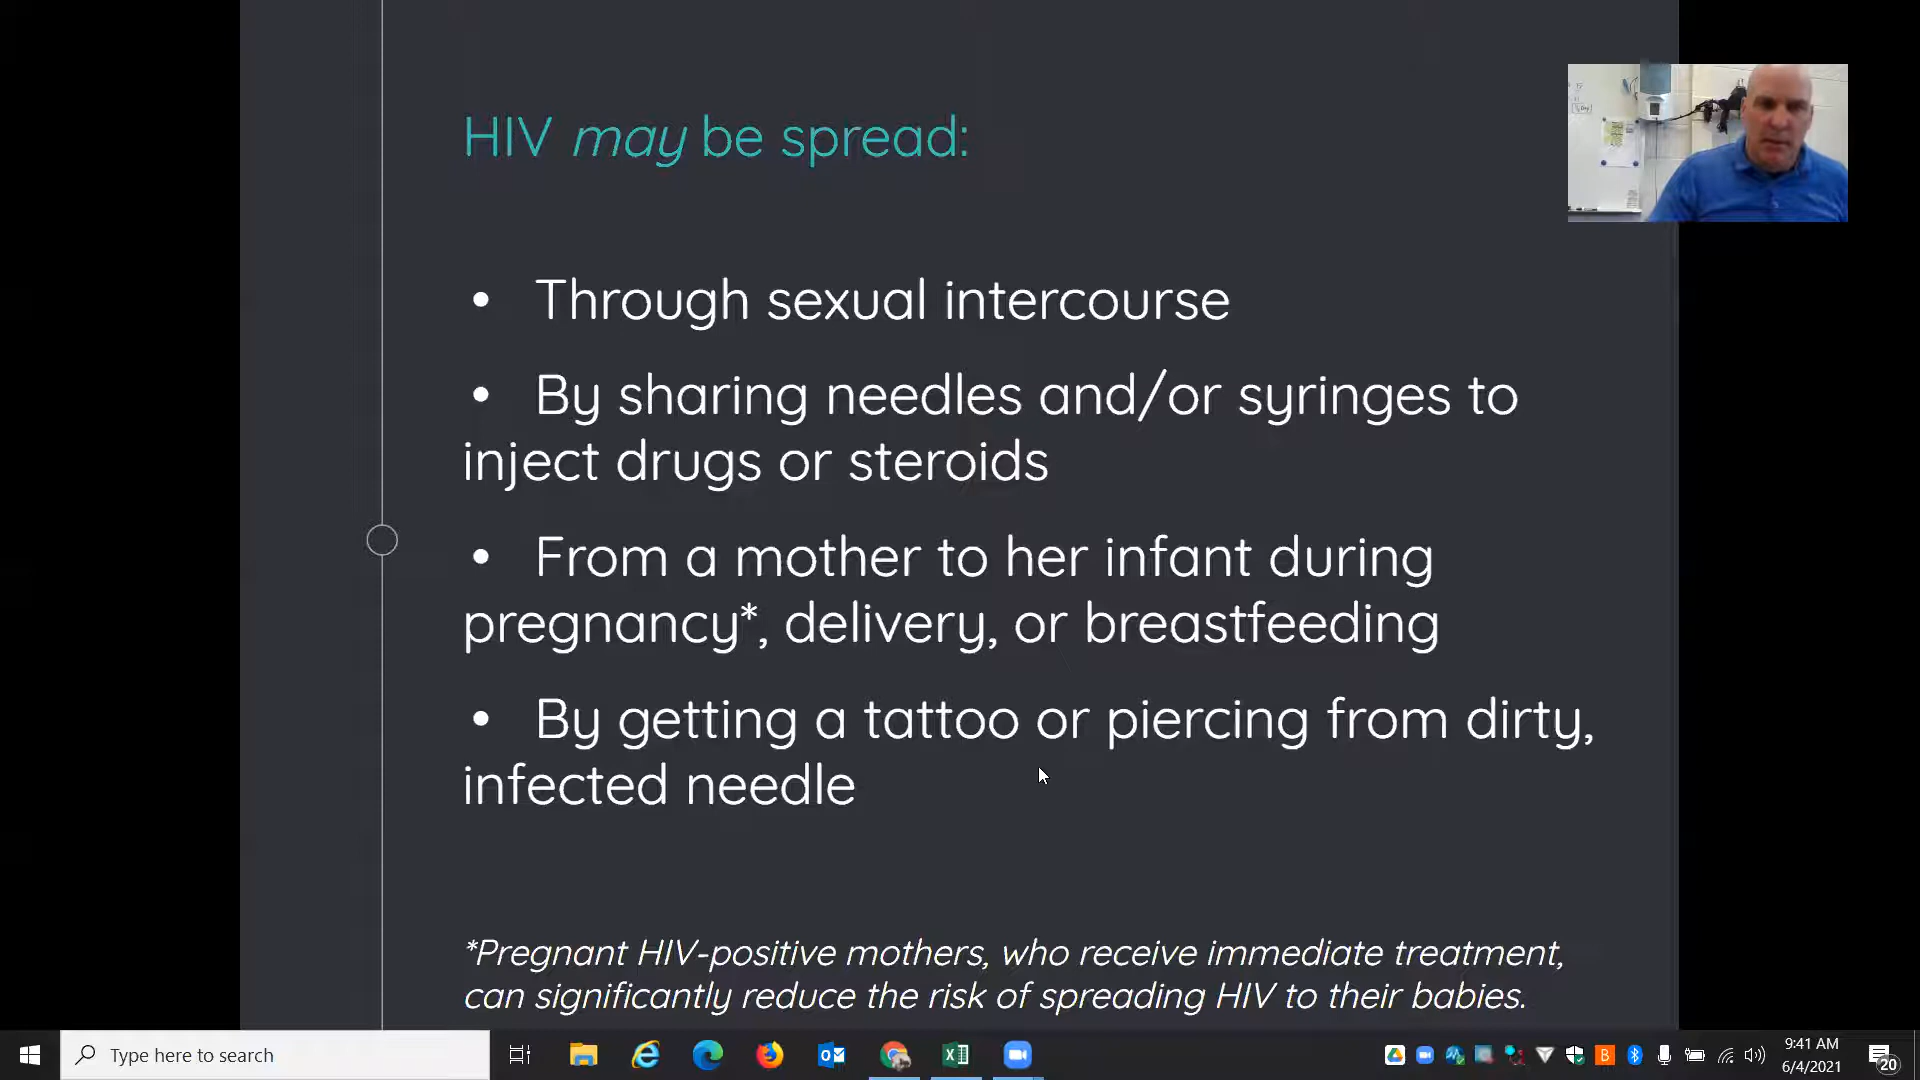 HIV may be spread:
• Through sexual intercourse
• By sharing needles and/or syringes to
inject drugs or steroids
• From a mother to her infant during
pregnancy*, delivery, or breastfeeding
• By getting a tattoo or piercing from dirty,
infected needle
*Pregnant HIV-positive mothers, who receive immediate treatment,
can significantly reduce the risk of spreading HIV to their babies.
Type here to search
9:41 AM
6/4/2021
20